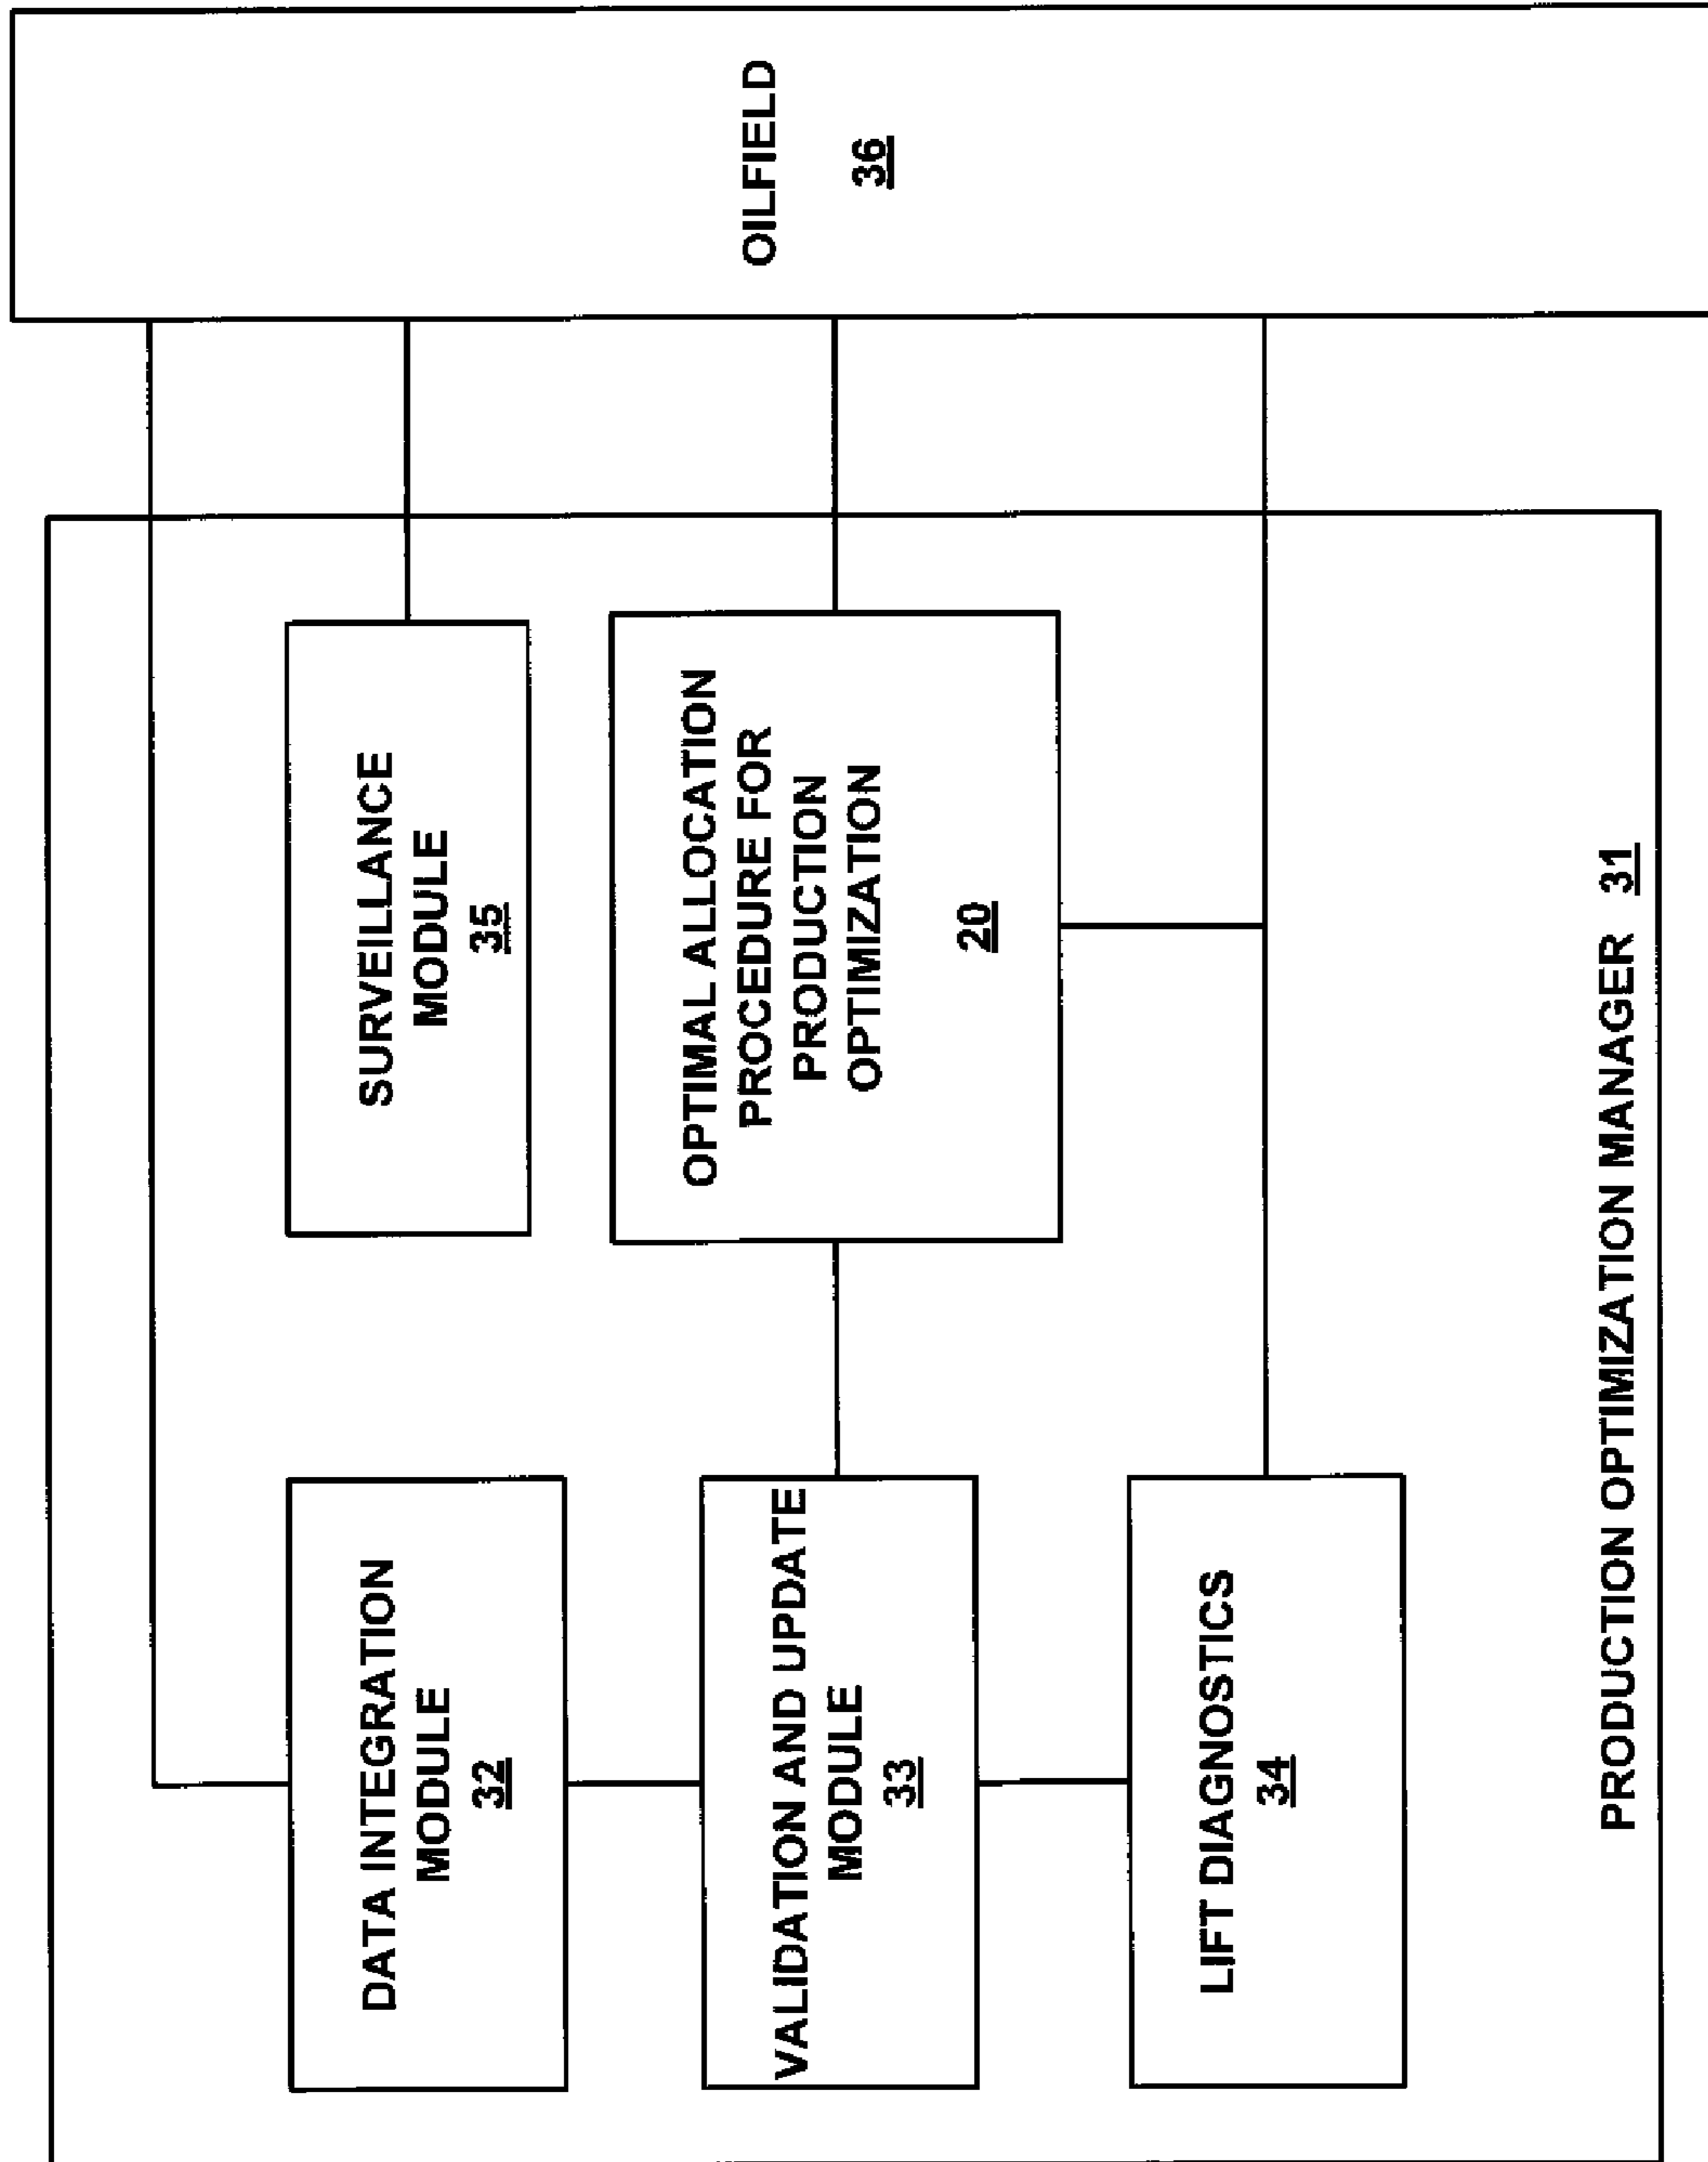 DATA INTEGRATION
MODULE
32
SURVEILLANCE
MODULE
35
VALIDATION AND UPDATE
MODULE
33
OPTIMAL ALLOCATION
PROCEDURE FOR
PRODUCTION
OPTIMIZATION
20
LIFT DIAGNOSTICS
34
PRODUCTION OPTIMIZATION MANAGER 31
OILFIELD
36